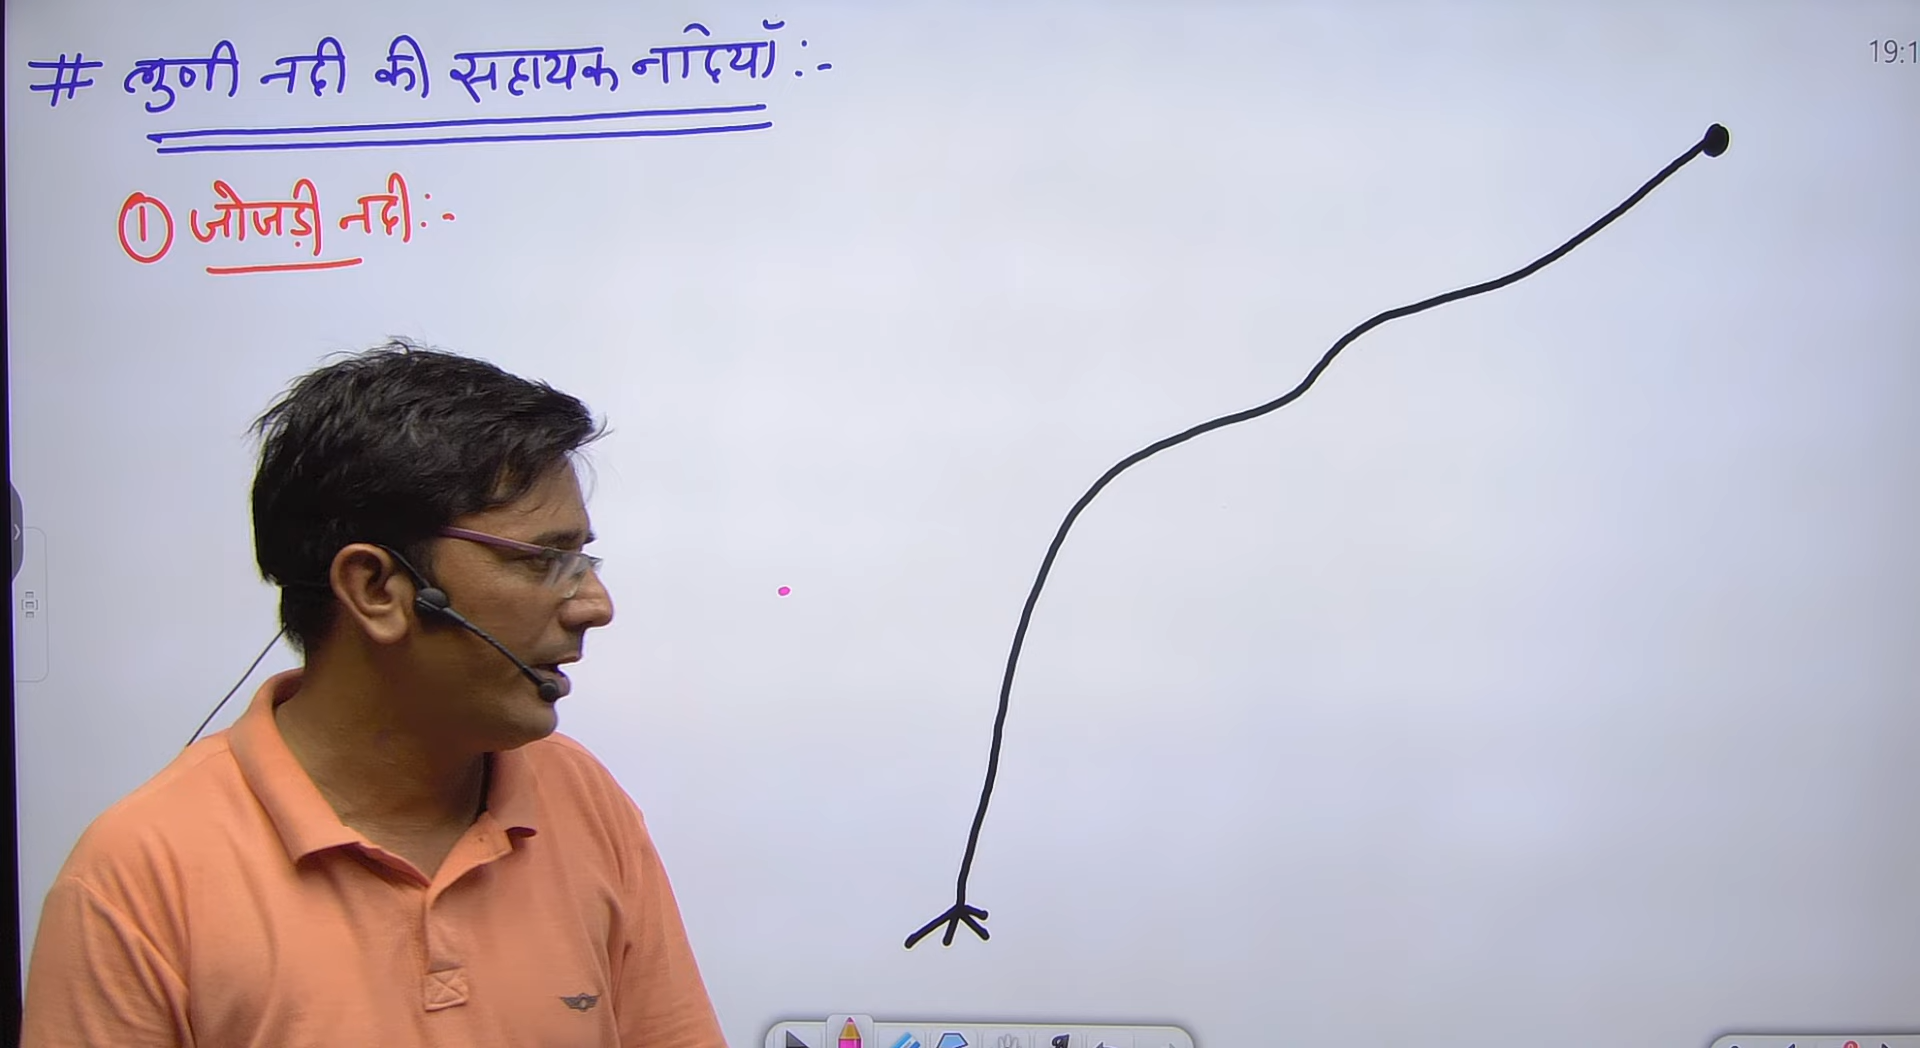 # लुणी नदी की सहायक नदियाँ :-
19:1
① जोजड़ी नदी :-